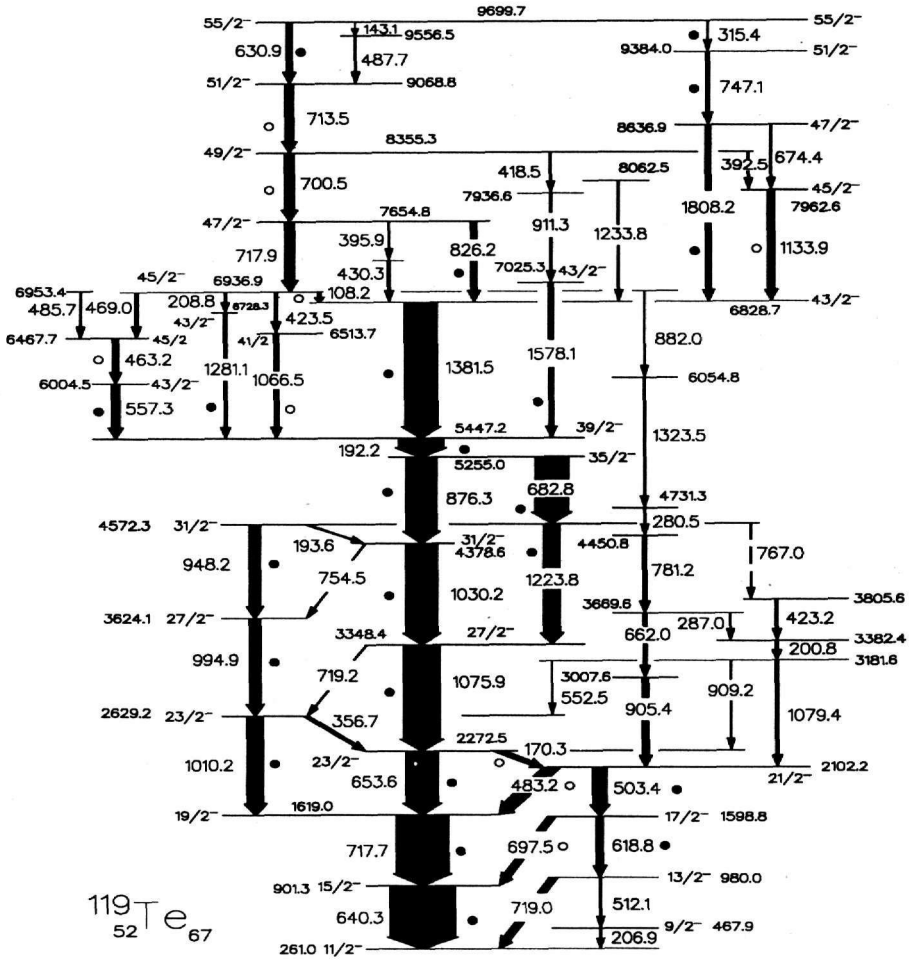 9699.7
55/2⁻ 143.1 9556.5 315.4 55/2⁻
630.9 487.7 9384.0 51/2⁻
51/2⁻ 9068.8 747.1
713.5 8636.9 47/2⁻
8355.3
49/2⁻ 418.5 8062.5 392.5 674.4
700.5 7936.6 45/2⁻
47/2⁻ 7654.8 911.3 1233.8 1808.2 7962.6
717.9 395.9 826.2 1133.9
430.3 7025.3 43/2⁻
45/2⁻ 6936.9
6953.4 208.8 6728.3 108.2 43/2⁻
485.7 469.0 43/2⁻ 423.5 6828.7
6467.7 45/2 41/2 6513.7 882.0
463.2 1281.1 1066.5 1381.5 1578.1
6004.5 43/2⁻ 6054.8
557.3
5447.2 39/2⁻ 1323.5
192.2 5255.0 35/2⁻
876.3 682.8 4731.3
4572.3 31/2⁻ 280.5
193.6 31/2⁻ 4378.6 4450.8
948.2 754.5 1030.2 1223.8 781.2 767.0
3624.1 27/2⁻ 3669.6 3805.6
662.0 287.0 423.2
3348.4 27/2⁻ 3382.4
994.9 719.2 1075.9 200.8
3007.6 3181.6
552.5 909.2
2629.2 23/2⁻ 356.7 905.4 1079.4
2272.5 170.3
1010.2 23/2⁻ 653.6 483.2 503.4 2102.2
21/2⁻
19/2⁻ 1619.0 17/2⁻ 1598.8
717.7 697.5 618.8
901.3 15/2⁻ 13/2⁻ 980.0
640.3 719.0 512.1
9/2⁻ 467.9
206.9
261.0 11/2⁻
¹¹⁹₅₂Te₆₇